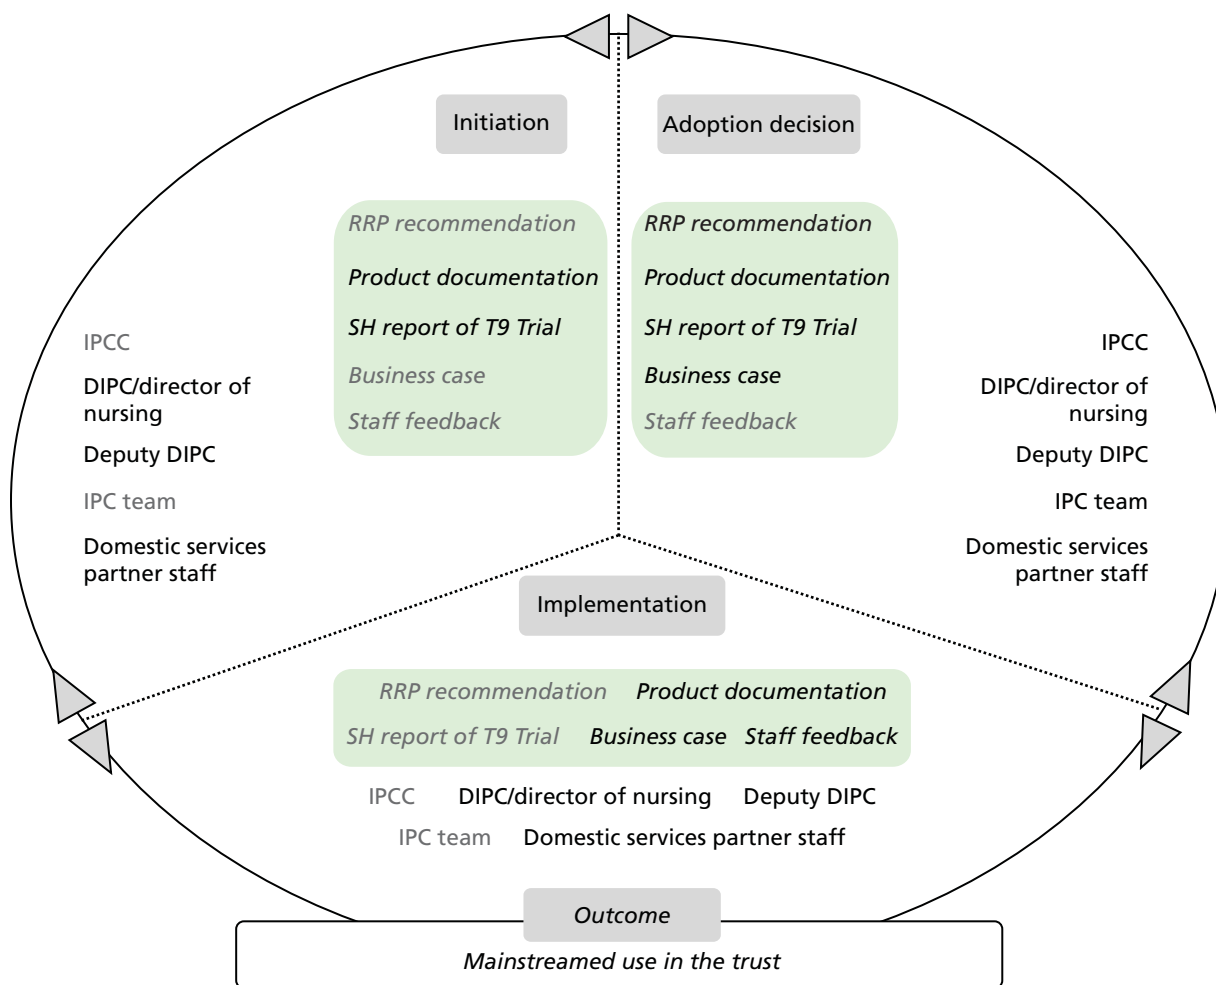 Initiation
Adoption decision
RRP recommendation
Product documentation
SH report of T9 Trial
Business case
Staff feedback
RRP recommendation
Product documentation
SH report of T9 Trial
Business case
Staff feedback
IPCC
DIPC/director of
nursing
Deputy DIPC
IPC team
Domestic services
partner staff
IPCC
DIPC/director of
nursing
Deputy DIPC
IPC team
Domestic services
partner staff
Implementation
RRP recommendation Product documentation
SH report of T9 Trial Business case Staff feedback
IPCC DIPC/director of nursing Deputy DIPC
IPC team Domestic services partner staff
Outcome
Mainstreamed use in the trust